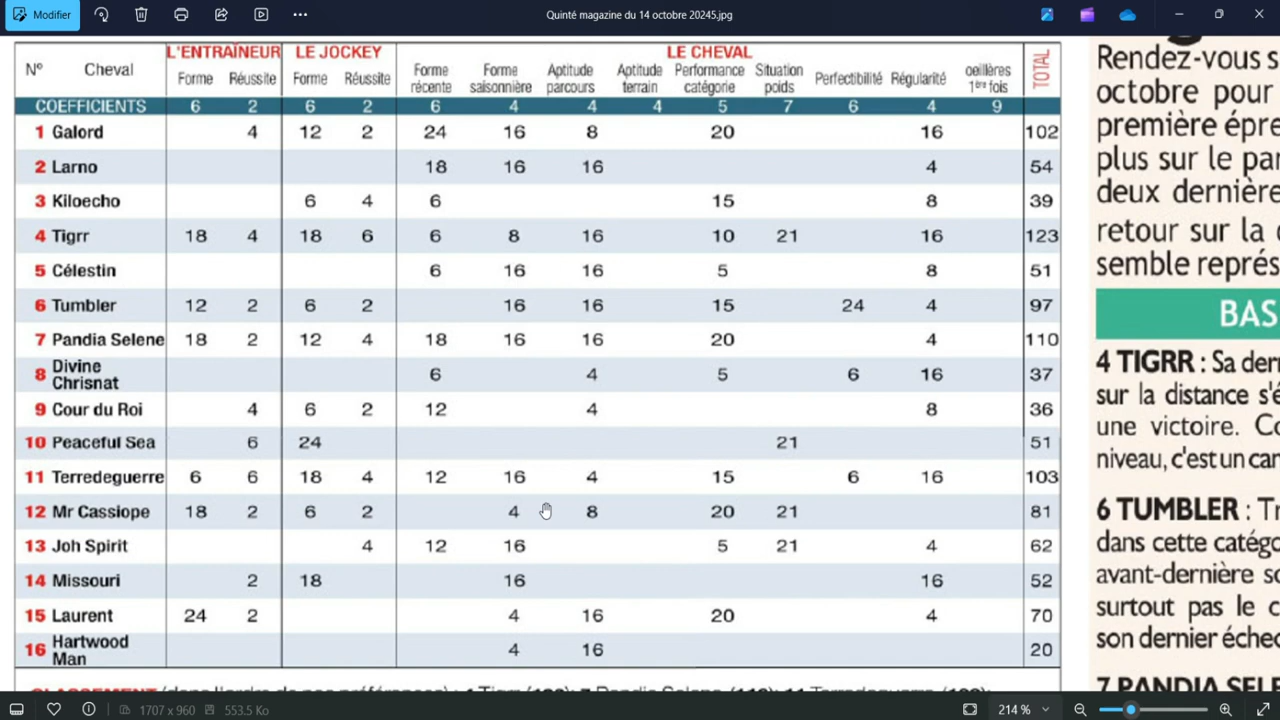 Modifier
Quinté magazine du 14 octobre 20245.jpg
L'ENTRAÎNEUR LE JOCKEY LE CHEVAL
N° Cheval Forme Réussite Forme Réussite Forme récente Forme saisonnière Aptitude parcours Aptitude terrain Performance catégorie Situation poids Perfectibilité Régularité oeillères 1ères fois TOTAL
COEFFICIENTS 6 2 6 2 6 4 4 4 5 7 6 4 9
1 Galord 4 12 2 24 16 8 20 16 102
2 Larno 18 16 16 4 54
3 Kiloecho 6 4 6 15 8 39
4 Tigrr 18 4 18 6 6 8 16 10 21 16 123
5 Célestin 6 16 16 5 8 51
6 Tumbler 12 2 6 2 16 16 15 24 4 97
7 Pandia Selene 18 2 12 4 18 16 16 20 4 110
8 Divine Chrisnat 6 4 5 6 16 37
9 Cour du Roi 4 6 2 12 4 8 36
10 Peaceful Sea 6 24 21 51
11 Terredeguerre 6 6 18 4 12 16 4 15 6 16 103
12 Mr Cassiope 18 2 6 2 4 8 20 21 81
13 Joh Spirit 4 12 16 5 21 4 62
14 Missouri 2 18 16 16 52
15 Laurent 24 2 4 16 20 4 70
16 Hartwood Man 4 16 20
Rendez-vous s
octobre pour
première épre
plus sur le par
deux dernière
retour sur la
semble représ
BAS
4 TIGRR : Sa der
sur la distance s'é
une victoire. Co
niveau, c'est un can
6 TUMBLER : Tr
dans cette catégo
avant-dernière so
surtout pas le c
son dernier échec
7 PANDIA SELE
1707 x 960 553.5 Ko 214 %